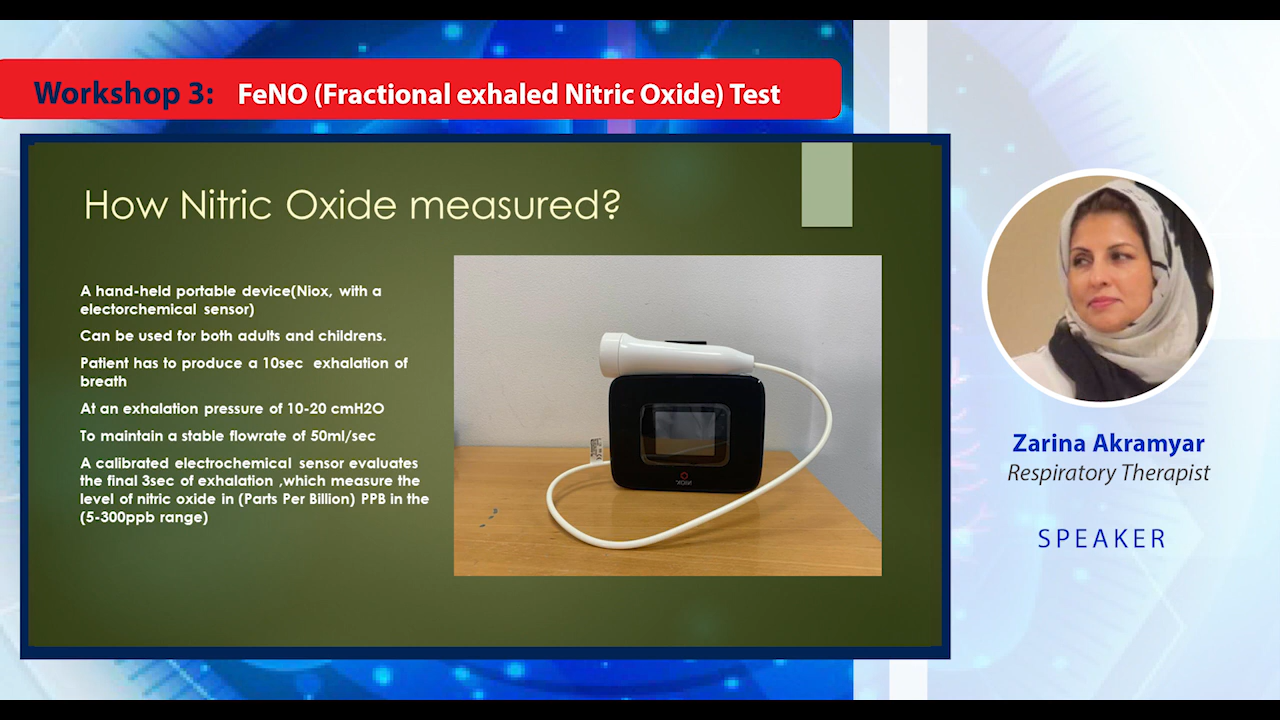 Workshop 3: FeNO (Fractional exhaled Nitric Oxide) Test
How Nitric Oxide measured?
A hand-held portable device(Niox, with a
electorchemical sensor)
Can be used for both adults and childrens.
Patient has to produce a 10sec exhalation of
breath
At an exhalation pressure of 10-20 cmH2O
To maintain a stable flowrate of 50ml/sec
A calibrated electrochemical sensor evaluates
the final 3sec of exhalation ,which measure the
level of nitric oxide in (Parts Per Billion) PPB in the
(5-300ppb range)
Zarina Akramyar
Respiratory Therapist
SPEAKER